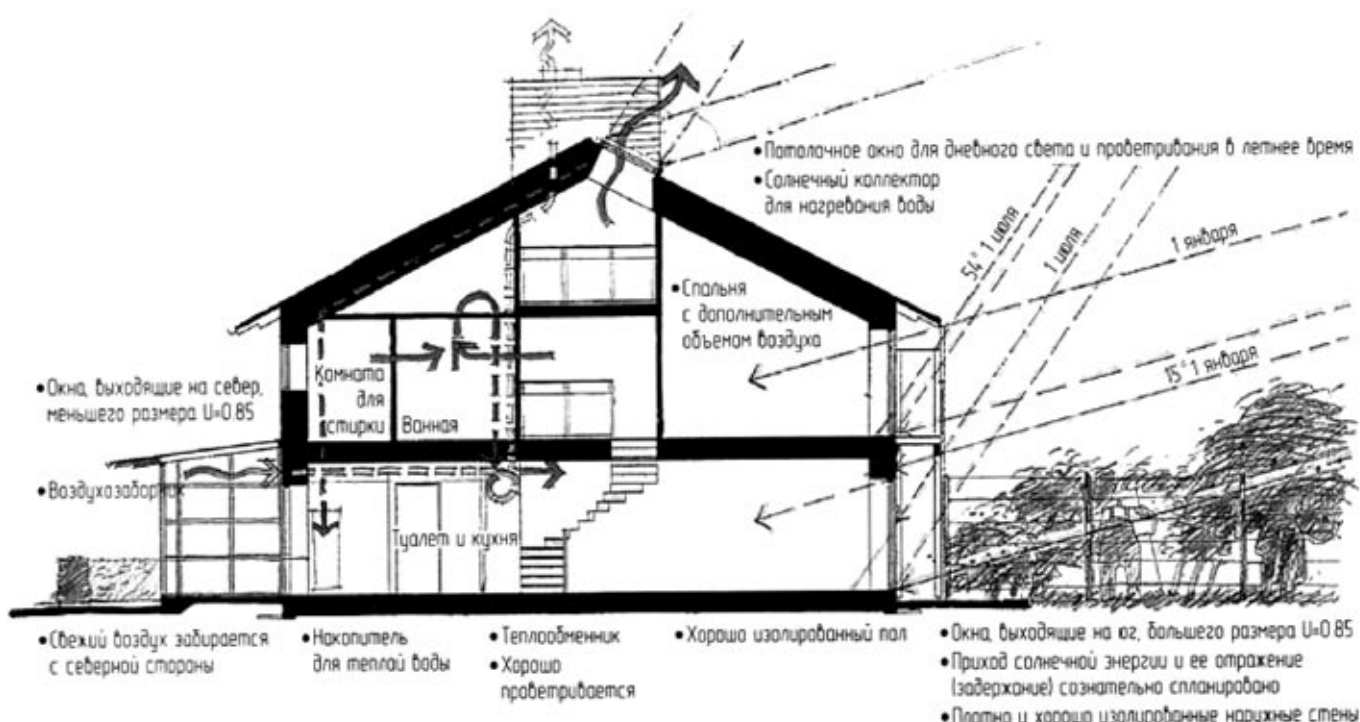 •Потолочное окно для дневного света и проветривания в летнее время
•Солнечный коллектор
для нагревания воды
54° 1 июля
1 июля
1 января
15° 1 января
•Спальня
с дополнительным
объемом воздуха
•Окна, выходящие на север,
меньшего размера U=0.85
Комната
для
стирки
Ванная
•Воздухозаборник
Туалет и кухня
•Свежий воздух забирается
с северной стороны
•Накопитель
для теплой воды
•Теплообменник
•Хорошо
проветривается
•Хорошо изолированный пол
•Окна, выходящие на юг, большего размера U=0.85
•Приход солнечной энергии и ее отражение
(задержание) сознательно спланировано
•Плотно и хорошо изолированные наружные стены